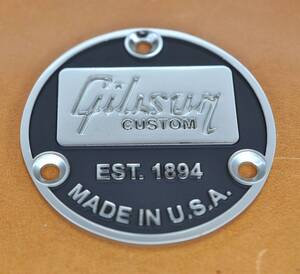 Gibson
CUSTOM
EST. 1894
MADE IN U.S.A.